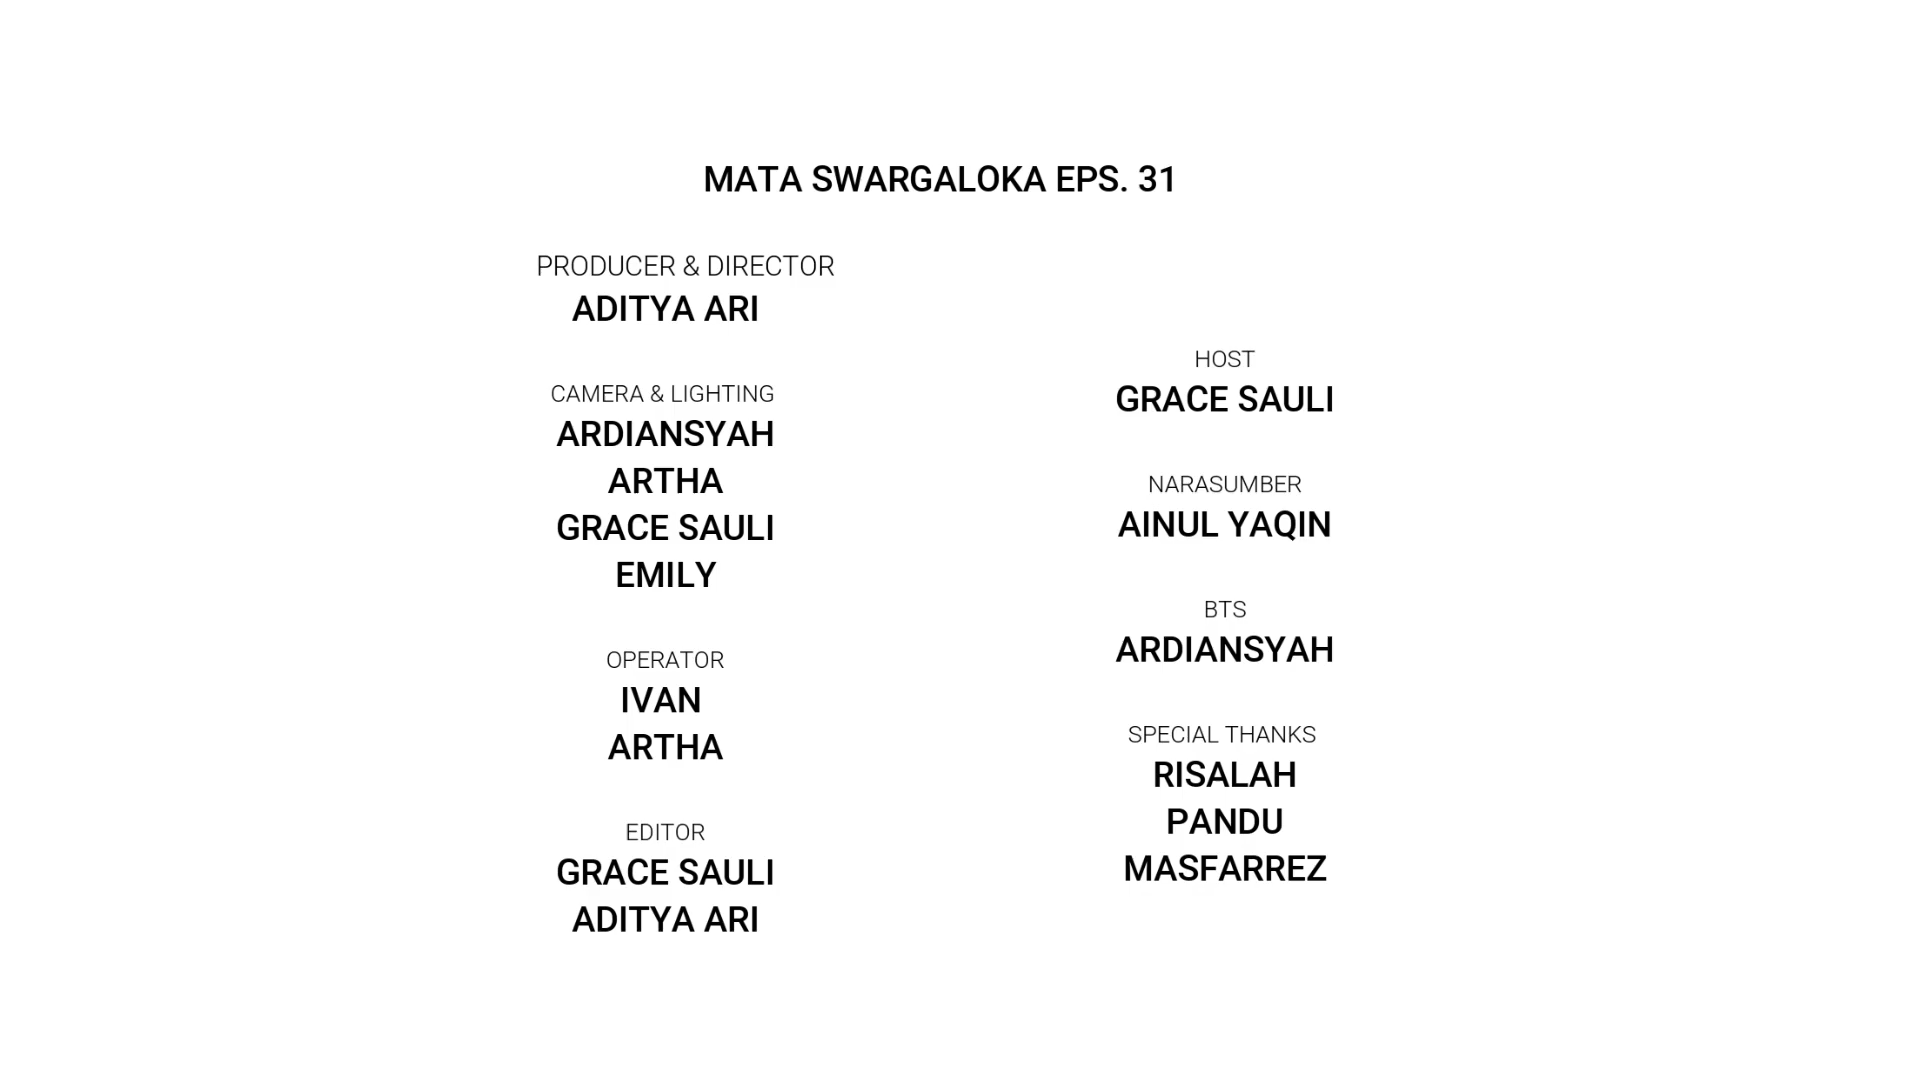 MATA SWARGALOKA EPS. 31
PRODUCER & DIRECTOR
ADITYA ARI
CAMERA & LIGHTING
ARDIANSYAH
ARTHA
GRACE SAULI
EMILY
OPERATOR
IVAN
ARTHA
EDITOR
GRACE SAULI
ADITYA ARI
HOST
GRACE SAULI
NARASUMBER
AINUL YAQIN
BTS
ARDIANSYAH
SPECIAL THANKS
RISALAH
PANDU
MASFARREZ